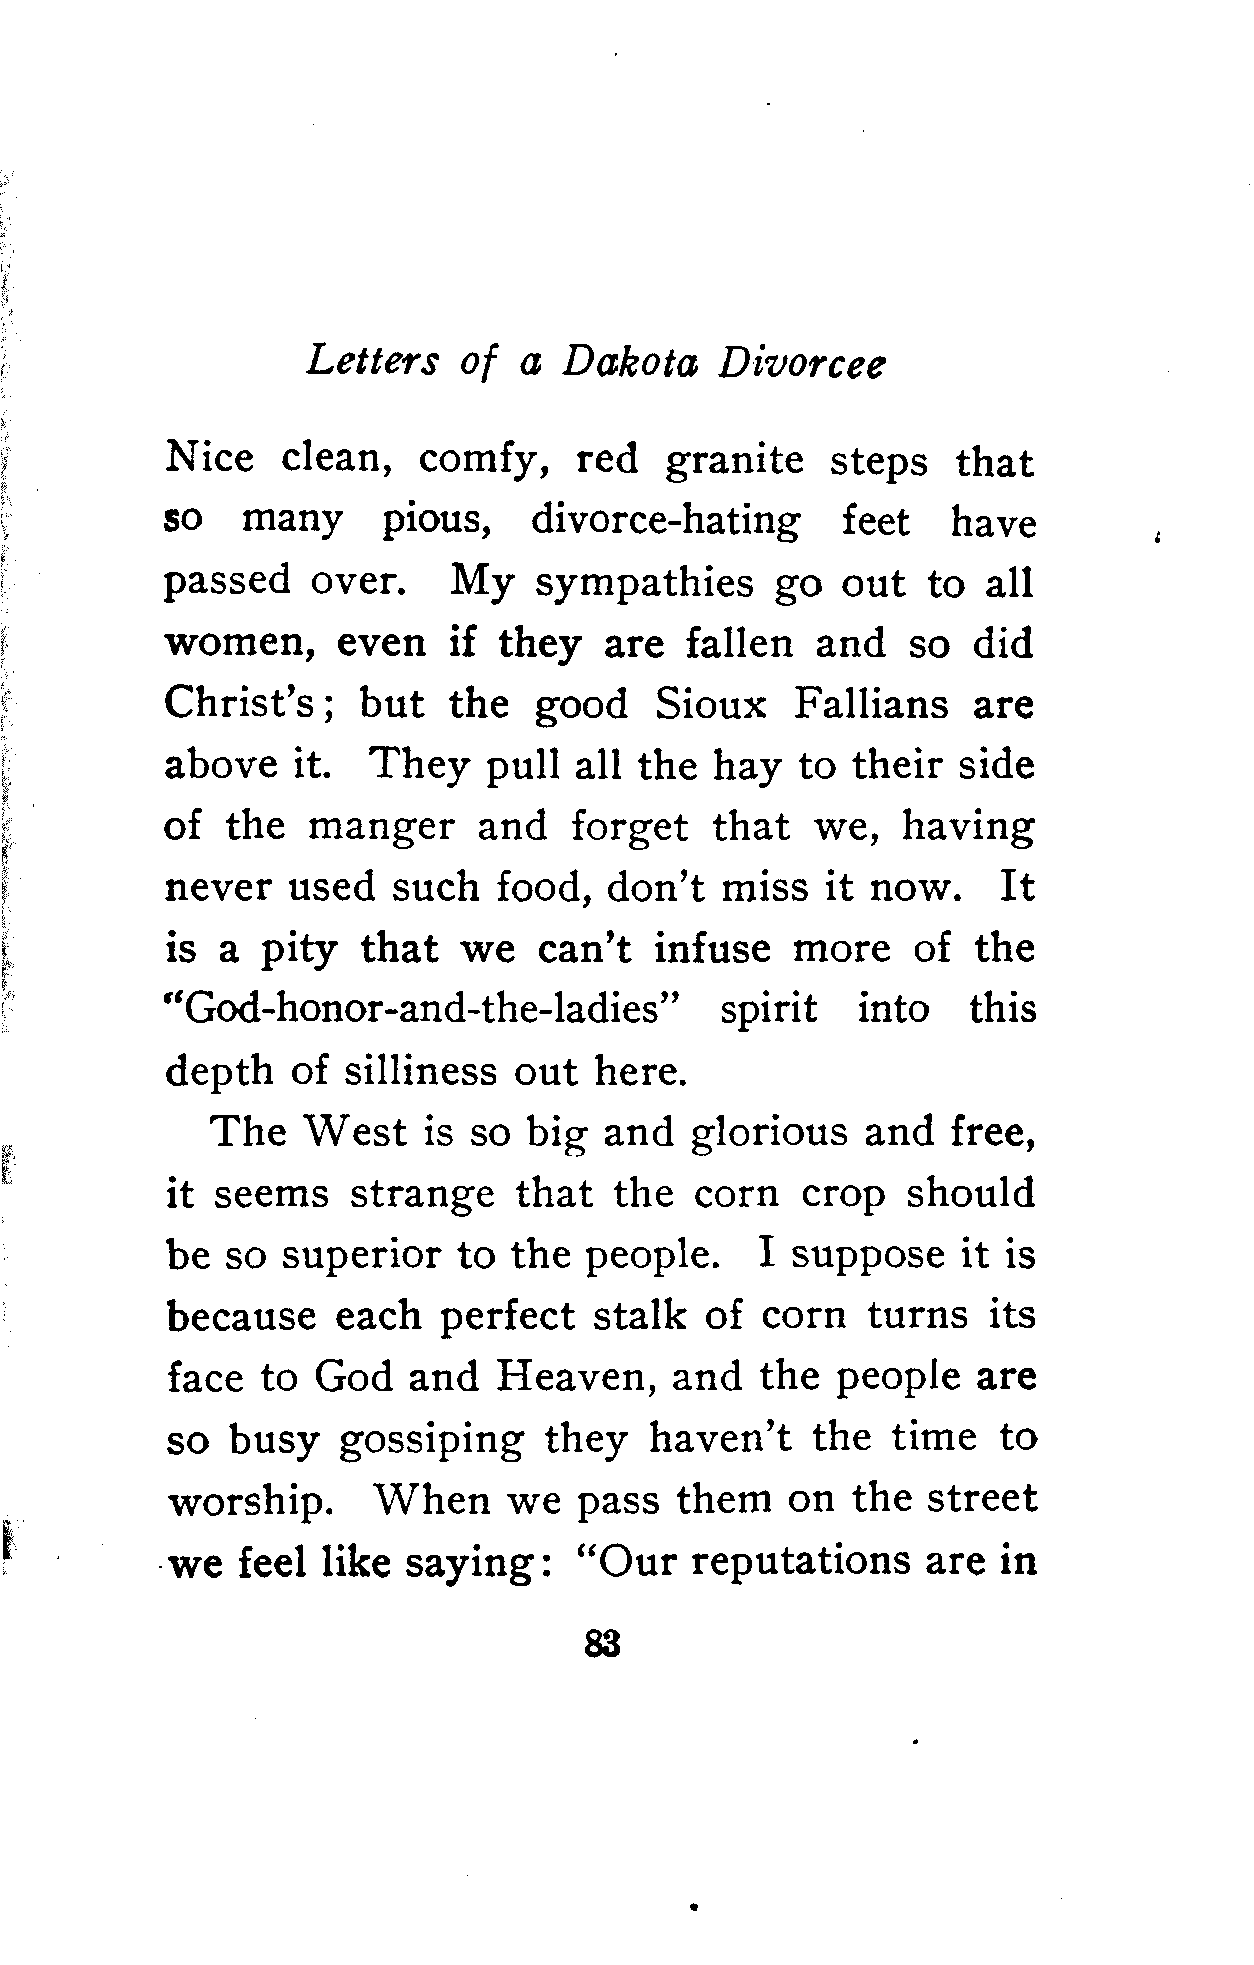 Letters of a Dakota Divorcee
Nice clean, comfy, red granite steps that
so many pious, divorce-hating feet have
passed over. My sympathies go out to all
women, even if they are fallen and so did
Christ's; but the good Sioux Fallians are
above it. They pull all the hay to their side
of the manger and forget that we, having
never used such food, don't miss it now. It
is a pity that we can't infuse more of the
"God-honor-and-the-ladies" spirit into this
depth of silliness out here.
The West is so big and glorious and free,
it seems strange that the corn crop should
be so superior to the people. I suppose it is
because each perfect stalk of corn turns its
face to God and Heaven, and the people are
so busy gossiping they haven't the time to
worship. When we pass them on the street
we feel like saying: "Our reputations are in
83